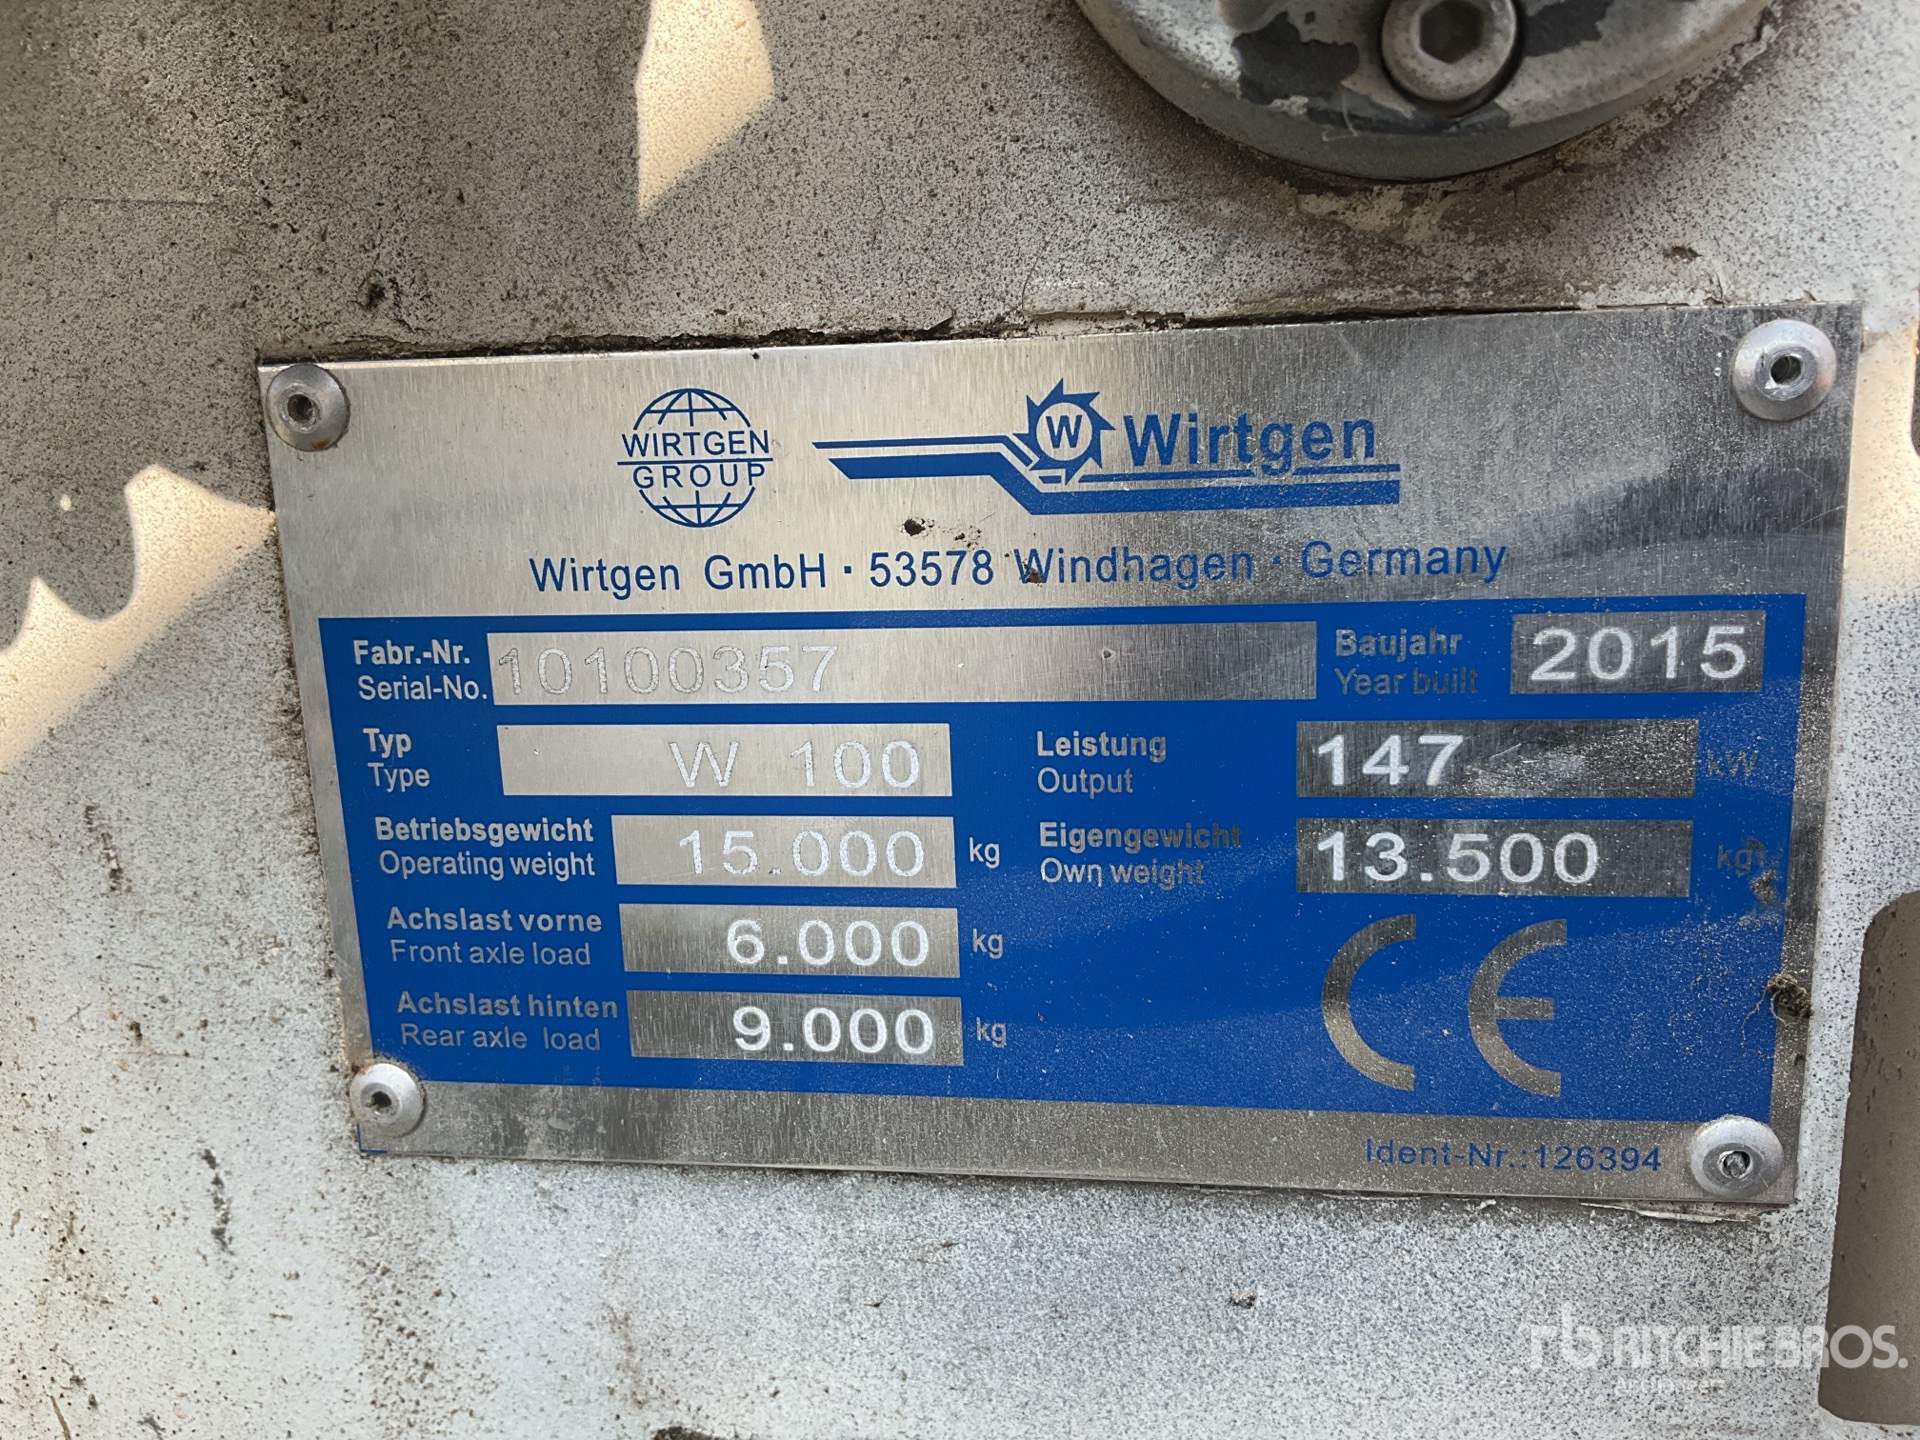 WIRTGEN
GROUP
W Wirtgen
Wirtgen GmbH · 53578 Windhagen · Germany
Fabr.-Nr.
Serial-No. 10100357
Baujahr
Year built 2015
Typ
Type W 100
Leistung
Output 147 kW
Betriebsgewicht
Operating weight 15.000 kg
Eigengewicht
Own weight 13.500 kg
Achslast vorne
Front axle load 6.000 kg
Achslast hinten
Rear axle load 9.000 kg
CE
Ident-Nr.:126394
rb RITCHIE BROS.
Auctioneers